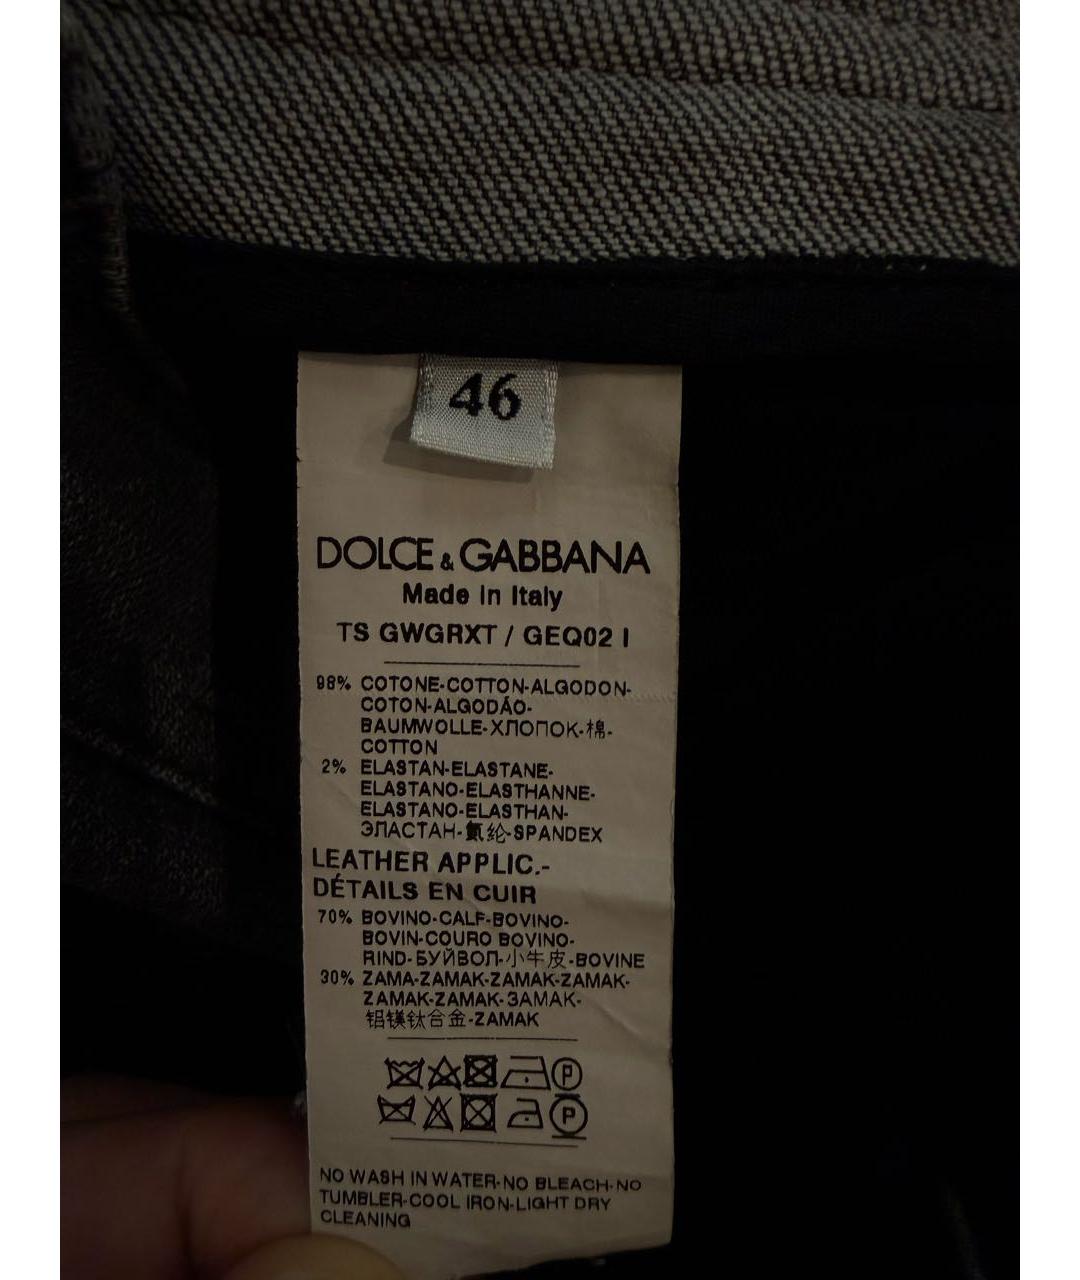 46
DOLCE & GABBANA
Made in Italy
TS GWGRXT / GEQ02 I
98% COTONE-COTTON-ALGODON-
COTON-ALGODÃO-
BAUMWOLLE-ХЛОПОК-棉-
COTTON
2% ELASTAN-ELASTANE-
ELASTANO-ELASTHANNE-
ELASTANO-ELASTHAN-
ЭЛАСТАН-氨纶-SPANDEX
LEATHER APPLIC.-
DÉTAILS EN CUIR
70% BOVINO-CALF-BOVINO-
BOVIN-COURO BOVINO-
RIND-БУЙВОЛ-小牛皮-BOVINE
30% ZAMA-ZAMAK-ZAMAK-ZAMAK-
ZAMAK-ZAMAK-ЗАМАК-
铝镁钛合金-ZAMAK
P
P
NO WASH IN WATER-NO BLEACH-NO
TUMBLER-COOL IRON-LIGHT DRY
CLEANING